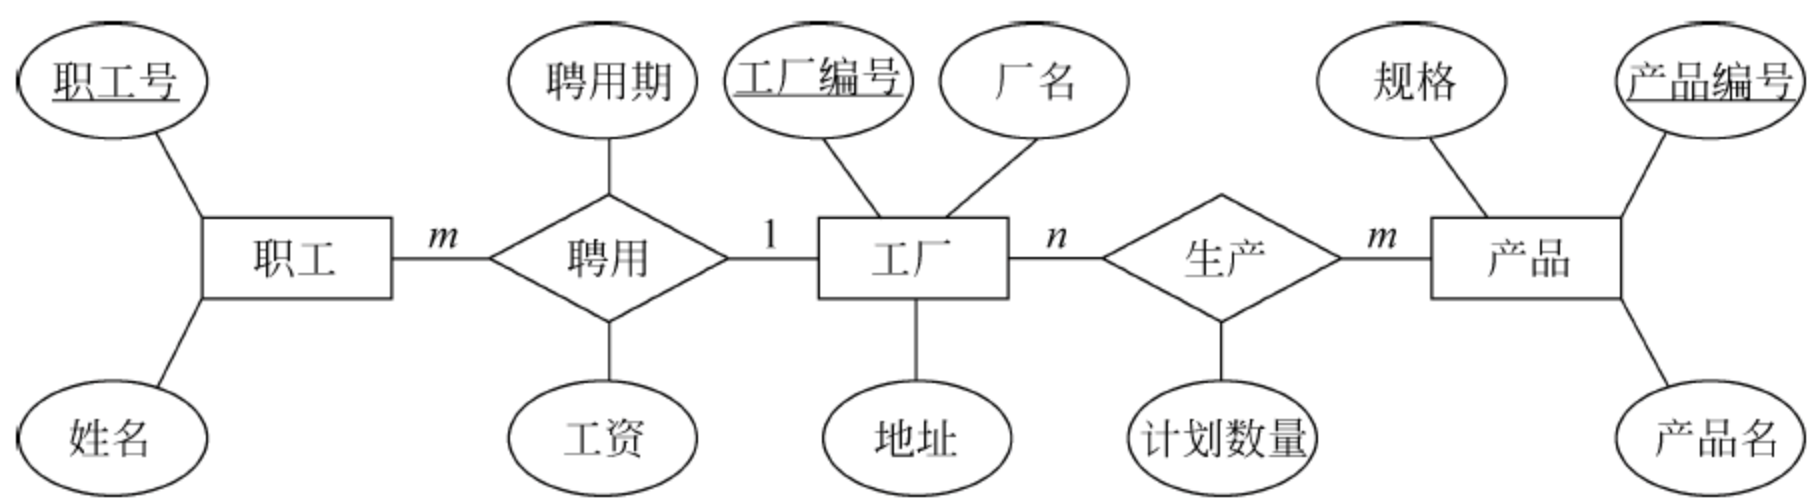 职工号
聘用期
工厂编号
厂名
规格
产品编号
职工
m
聘用
1
工厂
n
生产
m
产品
姓名
工资
地址
计划数量
产品名